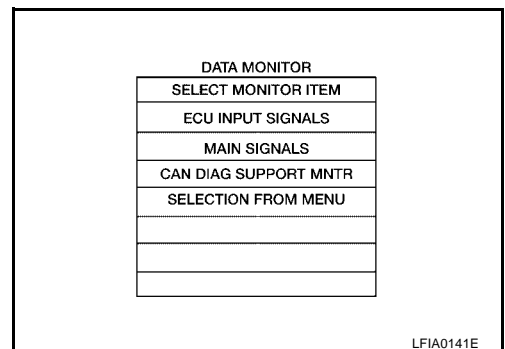 DATA MONITOR
SELECT MONITOR ITEM
ECU INPUT SIGNALS
MAIN SIGNALS
CAN DIAG SUPPORT MNTR
SELECTION FROM MENU
LFIA0141E